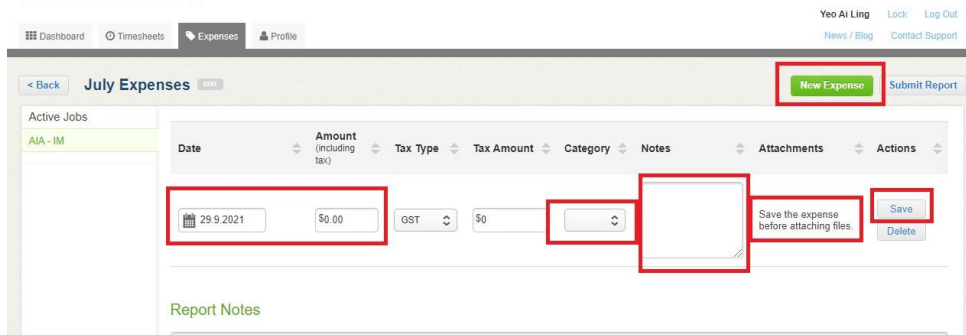 Yeo Ai Ling Lock Log Out
Dashboard Timesheets Expenses Profile News / Blog Contact Support
< Back July Expenses EDIT New Expense Submit Report
Active Jobs
AIA - IM
Date Amount (including tax) Tax Type Tax Amount Category Notes Attachments Actions
29.9.2021 $0.00 GST $0 Save the expense before attaching files. Save
Delete
Report Notes